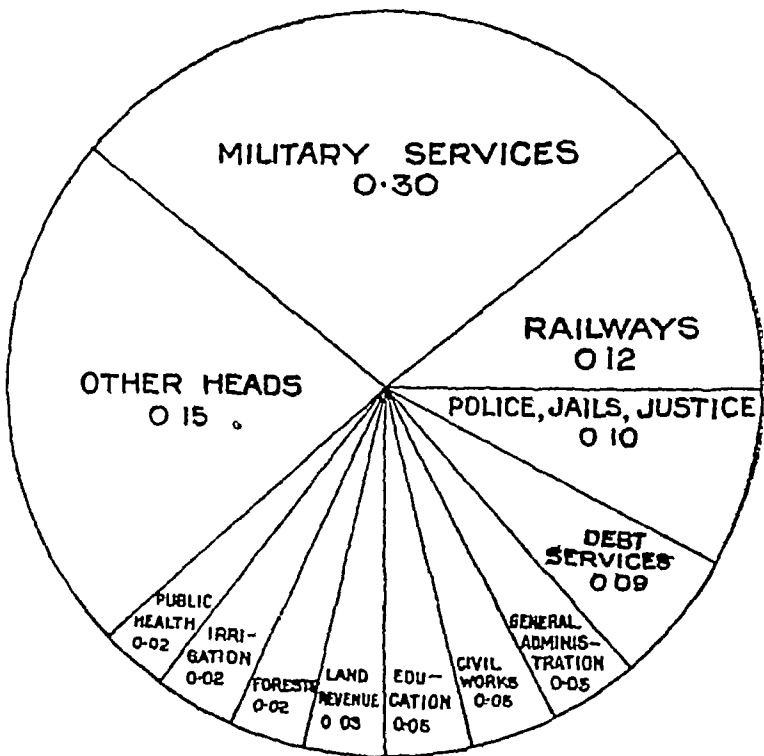 MILITARY SERVICES
0·30
RAILWAYS
0 12
OTHER HEADS
0 15
POLICE, JAILS, JUSTICE
0 10
DEBT
SERVICES
0 09
GENERAL
ADMINIS-
TRATION
0·05
CIVIL
WORKS
0·05
EDU-
CATION
0·05
LAND
REVENUE
0 03
FORESTS
0·02
IRRI-
GATION
0·02
PUBLIC
HEALTH
0·02